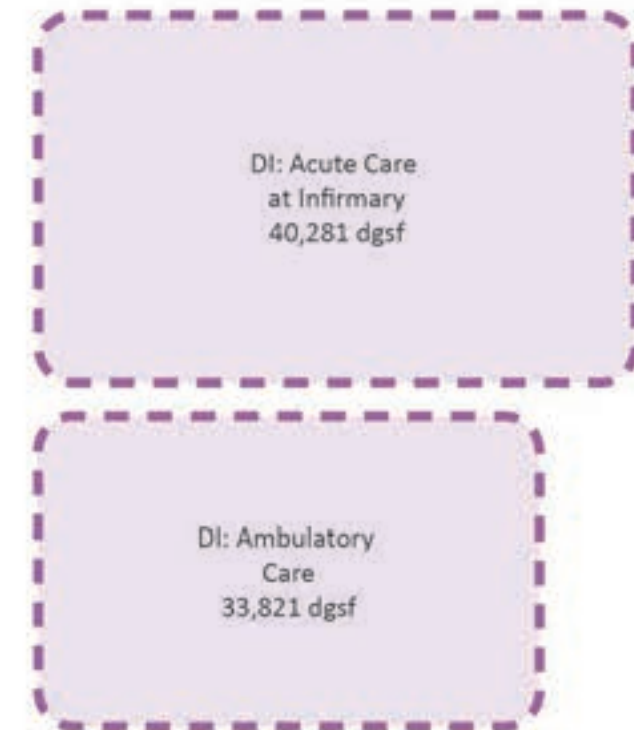 DI: Acute Care
at Infirmary
40,281 dgsf
DI: Ambulatory
Care
33,821 dgsf